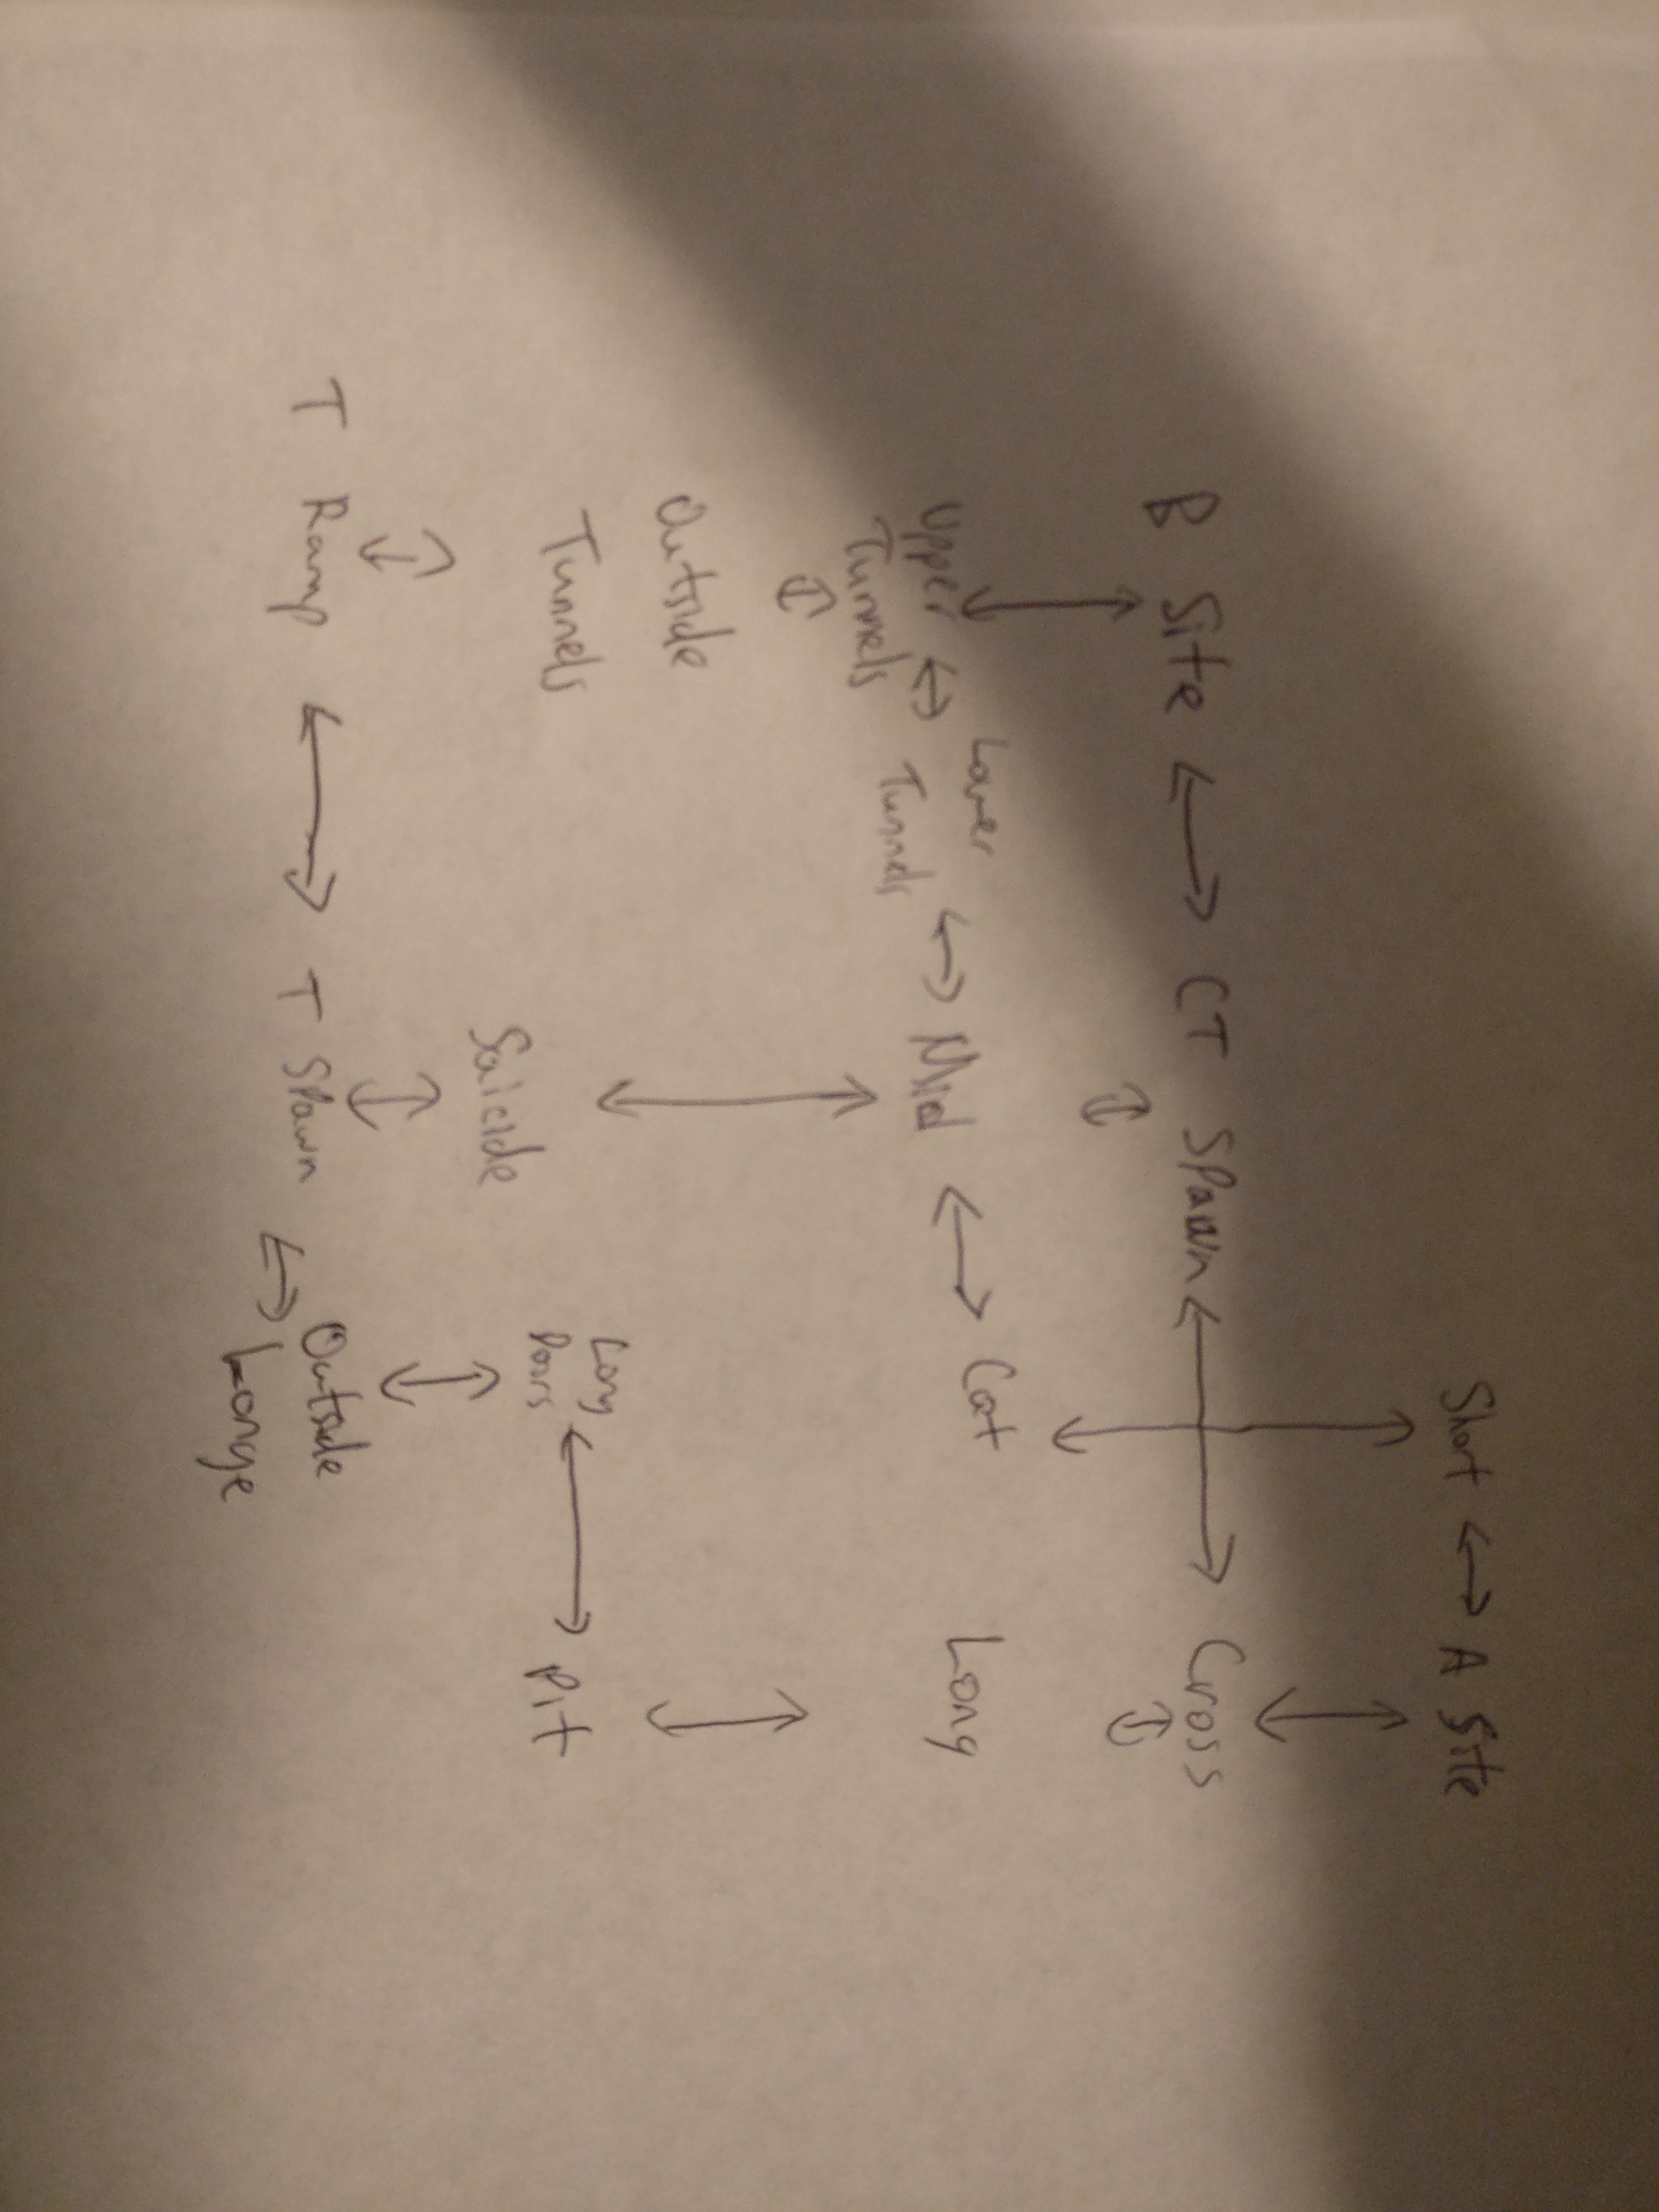 Short ↔ A Site
B Site ↔ CT Spawn ↔ Cross
Upper
Tunnels
Lower
Tunnels
Mid
Cat
Long
Outside
Tunnels
Long
Doors
Pit
Suicide
T Ramp ↔ T Spawn
Outside
Longe